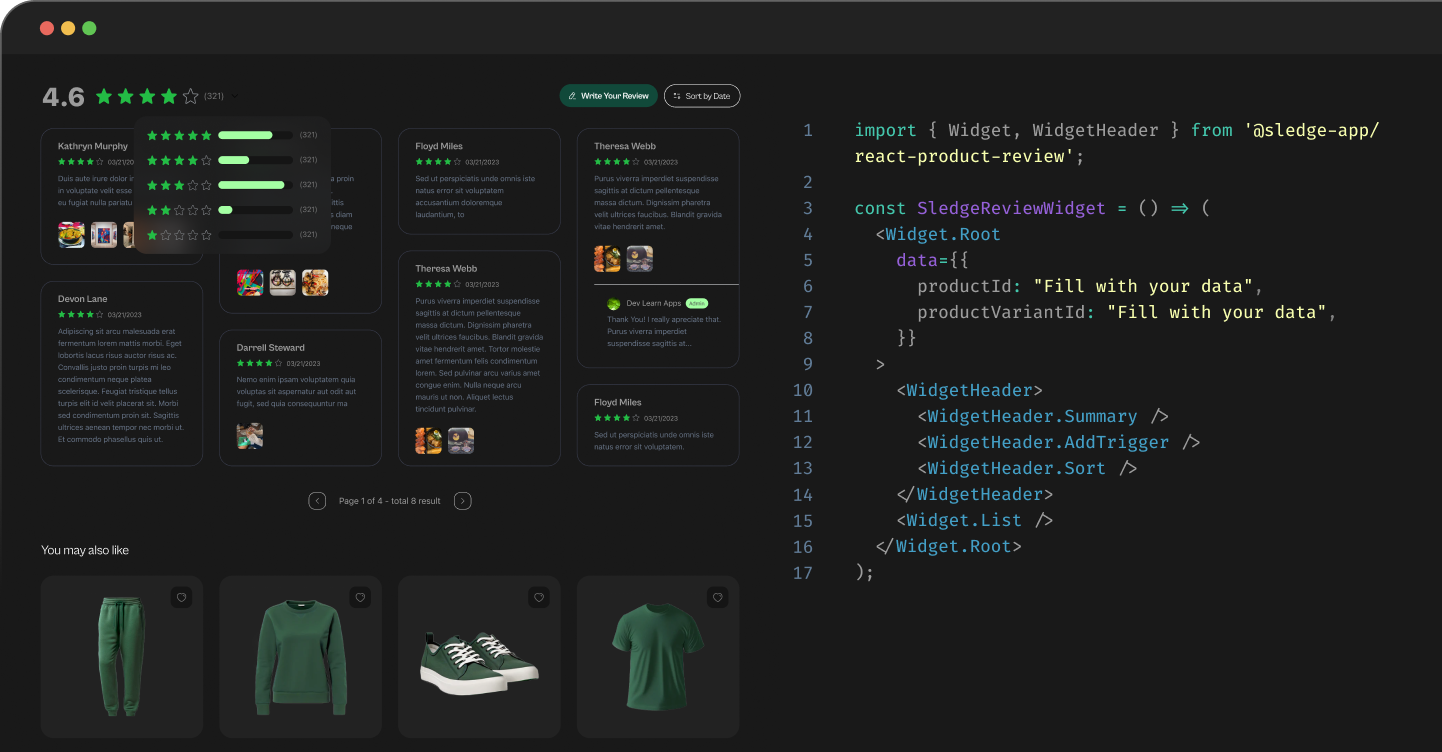 4.6 (321)
Write Your Review
Sort by Date
(321)
(321)
(321)
(321)
(321)
Kathryn Murphy
03/21/20
Duis aute irure dolor in
in voluptate velit esse
eu fugiat nulla pariatu
a proin
ittis
s diam
neque
Devon Lane
03/21/2023
Adipiscing sit arcu malesuada erat
fermentum lorem mattis morbi. Eget
lobortis lacus risus auctor risus ac.
Convallis justo proin turpis mi leo
condimentum neque platea
scelerisque. Feugiat tristique tellus
turpis elit id velit placerat sit. Morbi
sed condimentum proin sit. Sagittis
ultrices aenean tempor nec morbi ut.
Et commodo phasellus quis ut.
Darrell Steward
03/21/2023
Nemo enim ipsam voluptatem quia
voluptas sit aspernatur aut odit aut
fugit, sed quia consequuntur ma
Floyd Miles
03/21/2023
Sed ut perspiciatis unde omnis iste
natus error sit voluptatem
accusantium doloremque
laudantium, to
Theresa Webb
03/21/2023
Purus viverra imperdiet suspendisse
sagittis at dictum pellentesque
massa dictum. Dignissim pharetra
velit ultrices faucibus. Blandit gravida
vitae hendrerit amet. Tortor molestie
amet fermentum felis condimentum
lorem. Sed pulvinar arcu varius amet
congue enim. Nulla neque arcu
mauris ut non. Aliquet lectus
tincidunt pulvinar.
Theresa Webb
03/21/2023
Purus viverra imperdiet suspendisse
sagittis at dictum pellentesque
massa dictum. Dignissim pharetra
velit ultrices faucibus. Blandit gravida
vitae hendrerit amet.
Dev Learn Apps Admin
Thank You! I really apreciate that.
Purus viverra imperdiet
suspendisse sagittis at...
Floyd Miles
03/21/2023
Sed ut perspiciatis unde omnis iste
natus error sit voluptatem.
Page 1 of 4 - total 8 result
You may also like
1 import { Widget, WidgetHeader } from '@sledge-app/
react-product-review';
2
3 const SledgeReviewWidget = () => (
4 <Widget.Root
5 data={{
6 productId: "Fill with your data",
7 productVariantId: "Fill with your data",
8 }}
9 >
10 <WidgetHeader>
11 <WidgetHeader.Summary />
12 <WidgetHeader.AddTrigger />
13 <WidgetHeader.Sort />
14 </WidgetHeader>
15 <Widget.List />
16 </Widget.Root>
17 );